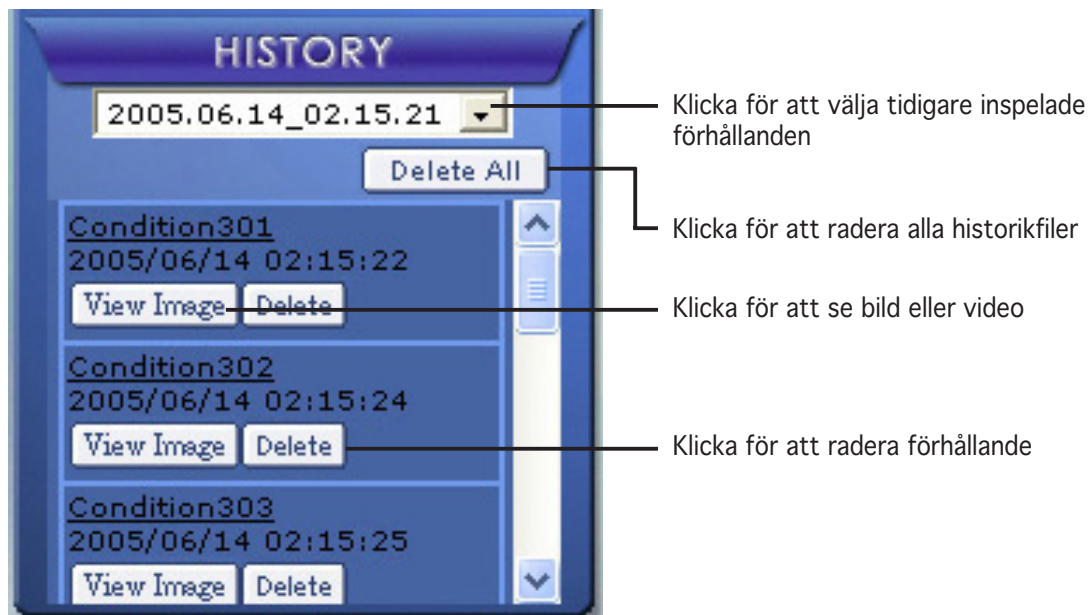 HISTORY
2005.06.14_02.15.21
Klicka för att välja tidigare inspelade
förhållanden
Delete All
Klicka för att radera alla historikfiler
Condition301
2005/06/14 02:15:22
View Image Delete
Klicka för att se bild eller video
Condition302
2005/06/14 02:15:24
View Image Delete
Klicka för att radera förhållande
Condition303
2005/06/14 02:15:25
View Image Delete